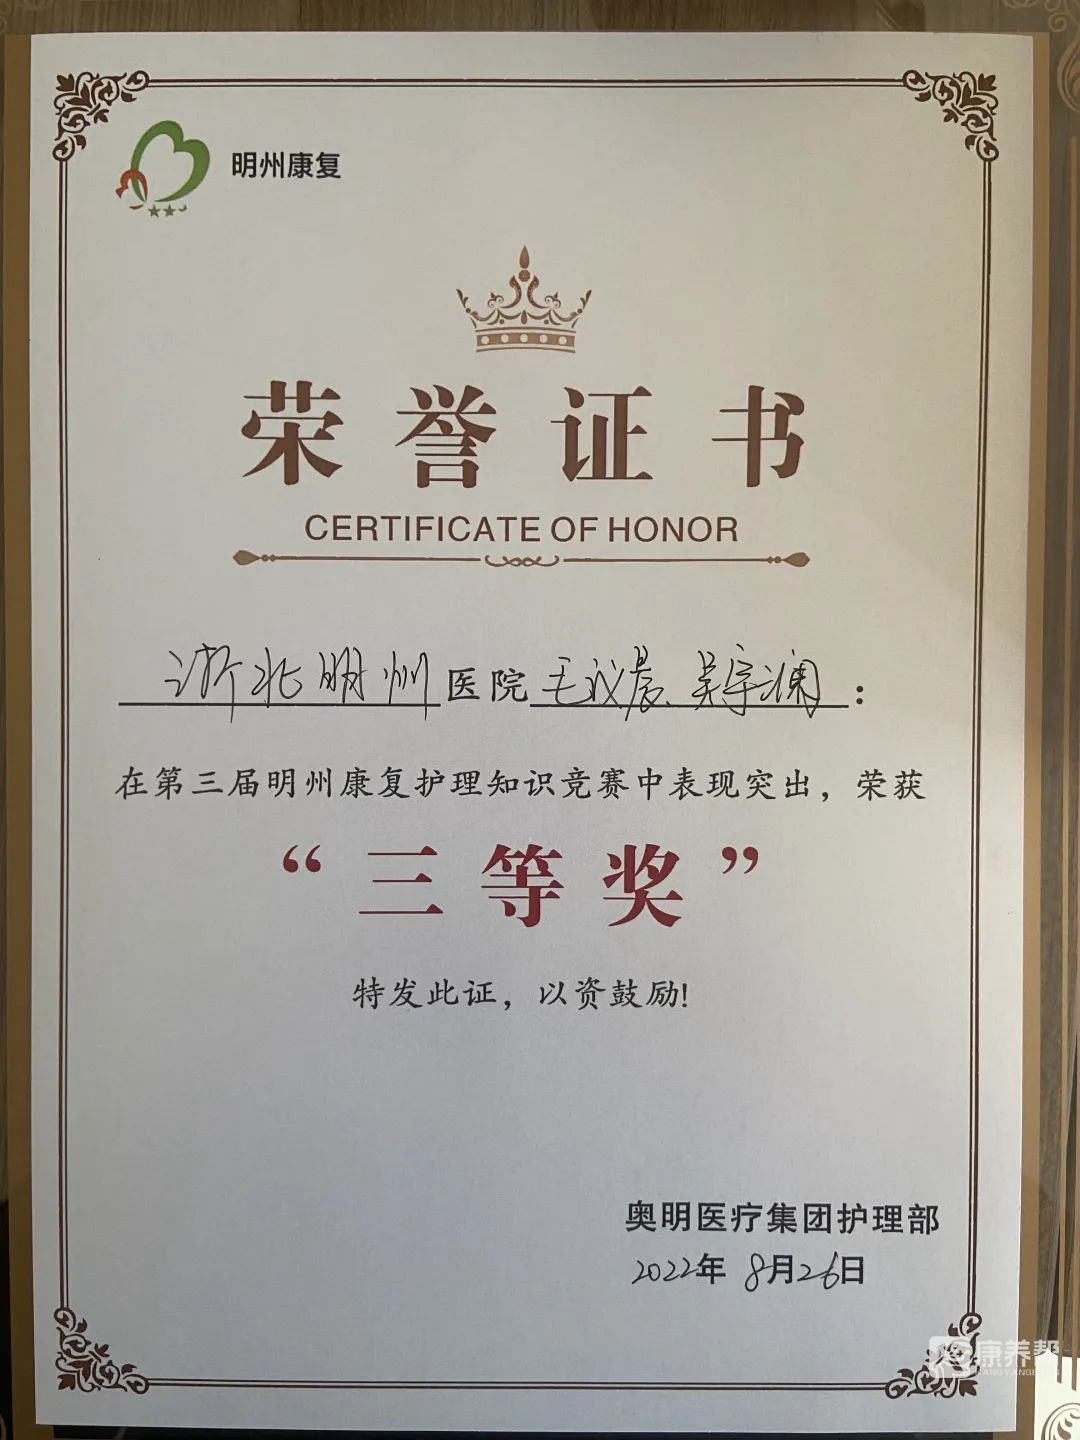 明州康复
荣誉证书
CERTIFICATE OF HONOR
浙北明州医院毛议晨、吴宇澜：
在第三届明州康复护理知识竞赛中表现突出，荣获
“三等奖”
特发此证，以资鼓励！
奥明医疗集团护理部
2022年 8月26日
康养帮